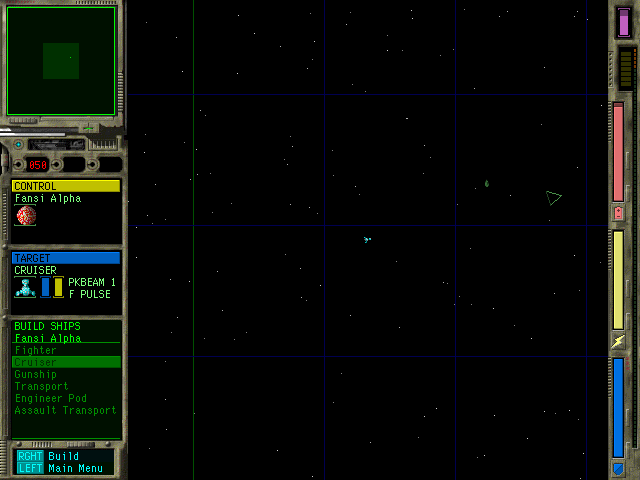 050
CONTROL
Fansi Alpha
TARGET
CRUISER
PKBEAM 1
F PULSE
BUILD SHIPS
Fansi Alpha
Fighter
Cruiser
Gunship
Transport
Engineer Pod
Assault Transport
RGHT Build
LEFT Main Menu